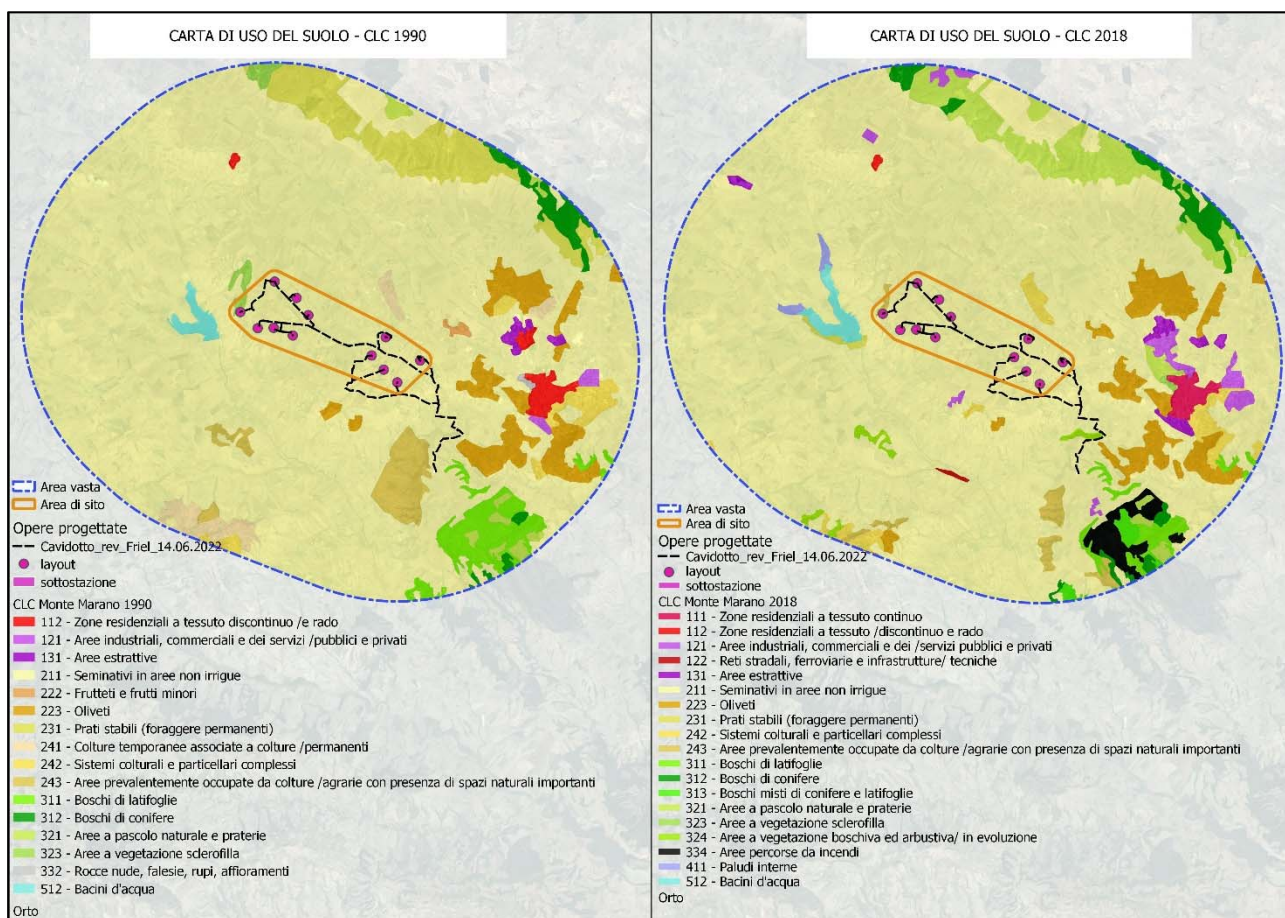 CARTA DI USO DEL SUOLO - CLC 1990
Area vasta
Area di sito
Opere progettate
Cavidotto_rev_Friel_14.06.2022
layout
sottostazione
CLC Monte Marano 1990
112 - Zone residenziali a tessuto discontinuo /e rado
121 - Aree industriali, commerciali e dei servizi /pubblici e privati
131 - Aree estrattive
211 - Seminativi in aree non irrigue
222 - Frutteti e frutti minori
223 - Oliveti
231 - Prati stabili (foraggere permanenti)
241 - Colture temporanee associate a colture /permanenti
242 - Sistemi colturali e particellari complessi
243 - Aree prevalentemente occupate da colture /agrarie con presenza di spazi naturali importanti
311 - Boschi di latifoglie
312 - Boschi di conifere
321 - Aree a pascolo naturale e praterie
323 - Aree a vegetazione sclerofilla
332 - Rocce nude, falesie, rupi, affioramenti
512 - Bacini d'acqua
Orto
CARTA DI USO DEL SUOLO - CLC 2018
Area vasta
Area di sito
Opere progettate
Cavidotto_rev_Friel_14.06.2022
layout
sottostazione
CLC Monte Marano 2018
111 - Zone residenziali a tessuto continuo
112 - Zone residenziali a tessuto /discontinuo e rado
121 - Aree industriali, commerciali e dei /servizi pubblici e privati
122 - Reti stradali, ferroviarie e infrastrutture/ tecniche
131 - Aree estrattive
211 - Seminativi in aree non irrigue
223 - Oliveti
231 - Prati stabili (foraggere permanenti)
242 - Sistemi colturali e particellari complessi
243 - Aree prevalentemente occupate da colture /agrarie con presenza di spazi naturali importanti
311 - Boschi di latifoglie
312 - Boschi di conifere
313 - Boschi misti di conifere e latifoglie
321 - Aree a pascolo naturale e praterie
323 - Aree a vegetazione sclerofilla
324 - Aree a vegetazione boschiva ed arbustiva/ in evoluzione
334 - Aree percorse da incendi
411 - Paludi interne
512 - Bacini d'acqua
Orto